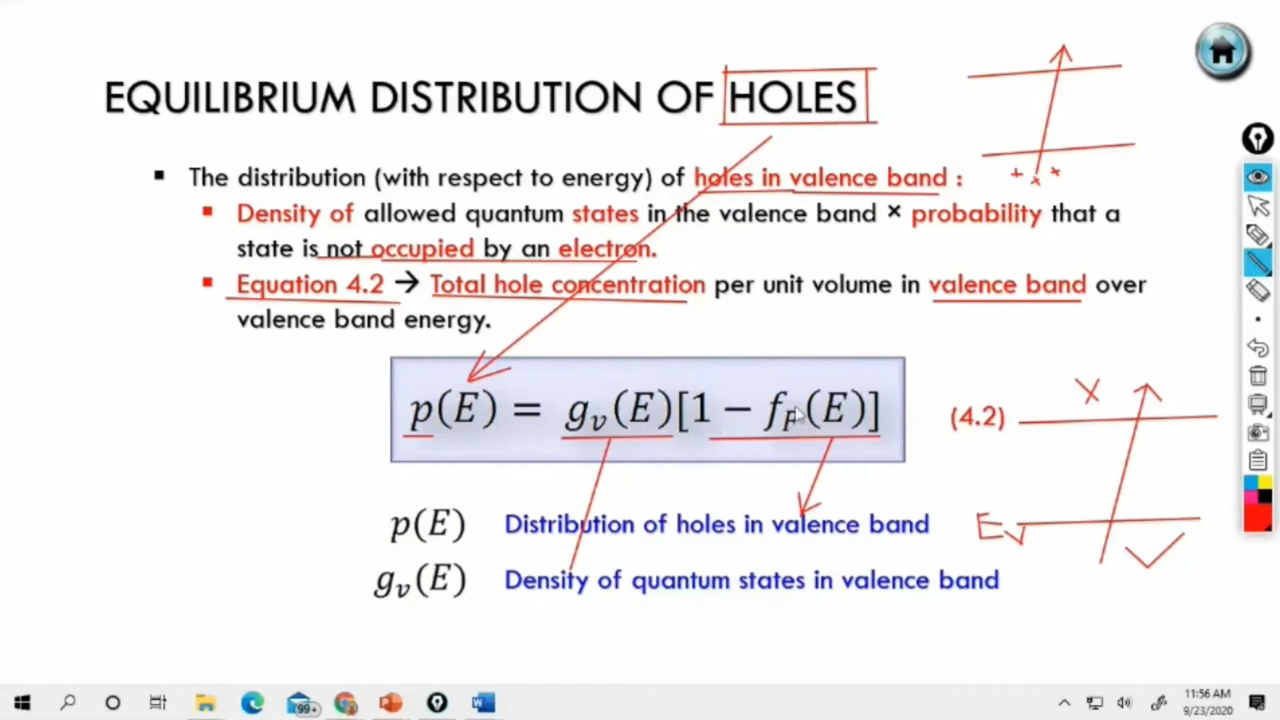 EQUILIBRIUM DISTRIBUTION OF HOLES
▪ The distribution (with respect to energy) of holes in valence band :
▪ Density of allowed quantum states in the valence band × probability that a
state is not occupied by an electron.
▪ Equation 4.2 → Total hole concentration per unit volume in valence band over
valence band energy.
p(E) = g_v(E)[1 − f_F(E)]
(4.2)
X
Ev
p(E) Distribution of holes in valence band
g_v(E) Density of quantum states in valence band
99+
11:56 AM
9/23/2020